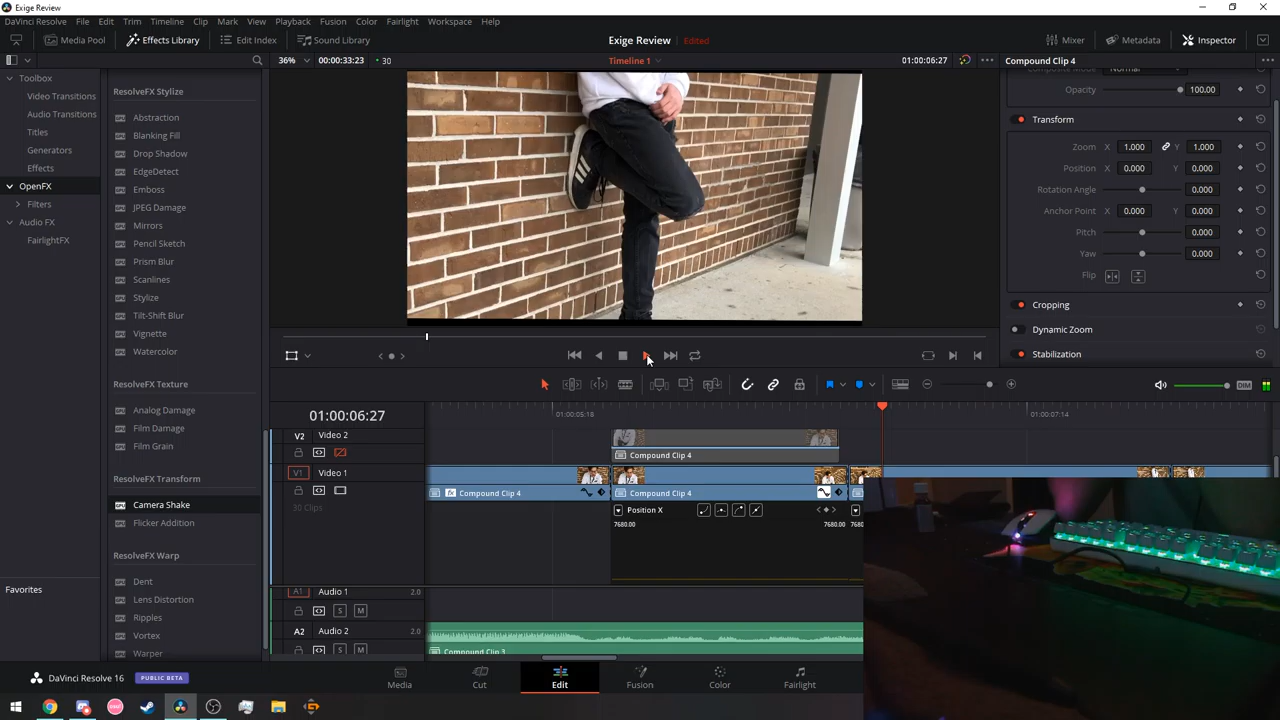 Exige Review
DaVinci Resolve File Edit Trim Timeline Clip Mark View Playback Fusion Color Fairlight Workspace Help
Media Pool Effects Library Edit Index Sound Library Exige Review Edited Mixer Metadata Inspector
36% 00:00:33:23 30 Timeline 1 01:00:06:27 Compound Clip 4
Toolbox
Video Transitions
Audio Transitions
Titles
Generators
Effects
OpenFX
Filters
Audio FX
FairlightFX
Favorites
ResolveFX Stylize
Abstraction
Blanking Fill
Drop Shadow
EdgeDetect
Emboss
JPEG Damage
Mirrors
Pencil Sketch
Prism Blur
Scanlines
Stylize
Tilt-Shift Blur
Vignette
Watercolor
ResolveFX Texture
Analog Damage
Film Damage
Film Grain
ResolveFX Transform
Camera Shake
Flicker Addition
ResolveFX Warp
Dent
Lens Distortion
Ripples
Vortex
Warper
Composite Mode Normal
Opacity 100.00
Transform
Zoom X 1.000 Y 1.000
Position X 0.000 Y 0.000
Rotation Angle 0.000
Anchor Point X 0.000 Y 0.000
Pitch 0.000
Yaw 0.000
Flip
Cropping
Dynamic Zoom
Stabilization
DIM
01:00:06:27 01:00:05:18 01:00:07:14
V2 Video 2
Compound Clip 4
V1 Video 1
Compound Clip 4 Compound Clip 4
fx
30 Clips
Position X
7680.00 7680.00 7680
A1 Audio 1 2.0
S M
A2 Audio 2 2.0
S M
Compound Clip 3
DaVinci Resolve 16 PUBLIC BETA
Media Cut Edit Fusion Color Fairlight